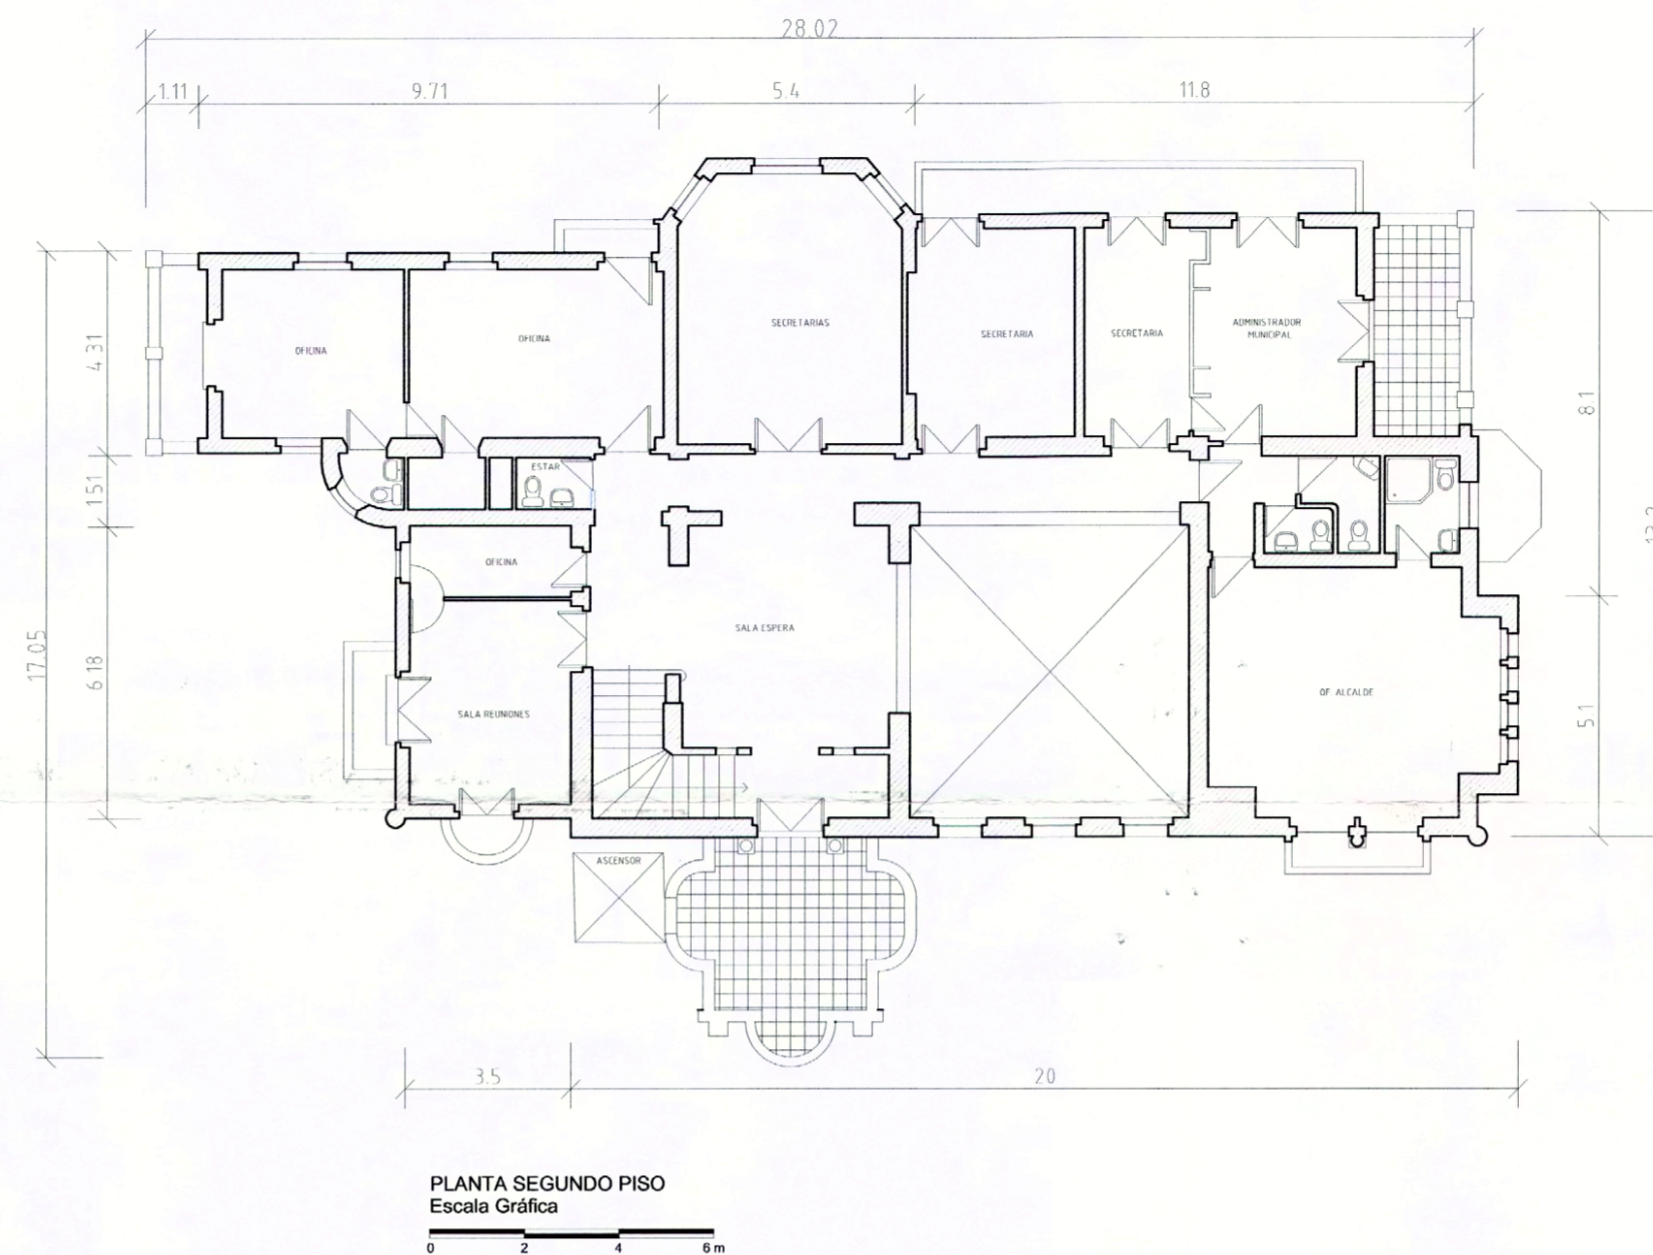 28.02
1.11
9.71
5.4
11.8
4.31
1.51
6.18
17.05
8.1
5.1
OFICINA
OFICINA
SECRETARIAS
SECRETARIA
SECRETARIA
ADMINISTRADOR
MUNICIPAL
ESTAR
OFICINA
SALA ESPERA
SALA REUNIONES
OF. ALCALDE
ASCENSOR
3.5
20
PLANTA SEGUNDO PISO
Escala Gráfica
0 2 4 6 m